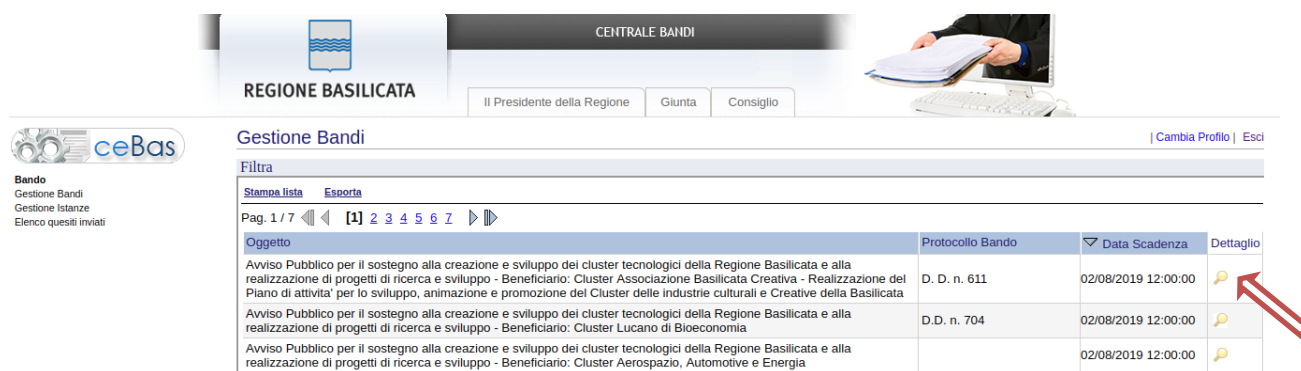 CENTRALE BANDI
REGIONE BASILICATA
Il Presidente della Regione
Giunta
Consiglio
ceBas
Gestione Bandi
| Cambia Profilo | Esci
Filtra
Bando
Gestione Bandi
Gestione Istanze
Elenco quesiti inviati
Stampa lista Esporta
Pag. 1 / 7 [1] 2 3 4 5 6 7
Oggetto Protocollo Bando Data Scadenza Dettaglio
Avviso Pubblico per il sostegno alla creazione e sviluppo dei cluster tecnologici della Regione Basilicata e alla
realizzazione di progetti di ricerca e sviluppo - Beneficiario: Cluster Associazione Basilicata Creativa - Realizzazione del
Piano di attivita' per lo sviluppo, animazione e promozione del Cluster delle industrie culturali e Creative della Basilicata
D. D. n. 611
02/08/2019 12:00:00
Avviso Pubblico per il sostegno alla creazione e sviluppo dei cluster tecnologici della Regione Basilicata e alla
realizzazione di progetti di ricerca e sviluppo - Beneficiario: Cluster Lucano di Bioeconomia
D.D. n. 704
02/08/2019 12:00:00
Avviso Pubblico per il sostegno alla creazione e sviluppo dei cluster tecnologici della Regione Basilicata e alla
realizzazione di progetti di ricerca e sviluppo - Beneficiario: Cluster Aerospazio, Automotive e Energia
02/08/2019 12:00:00